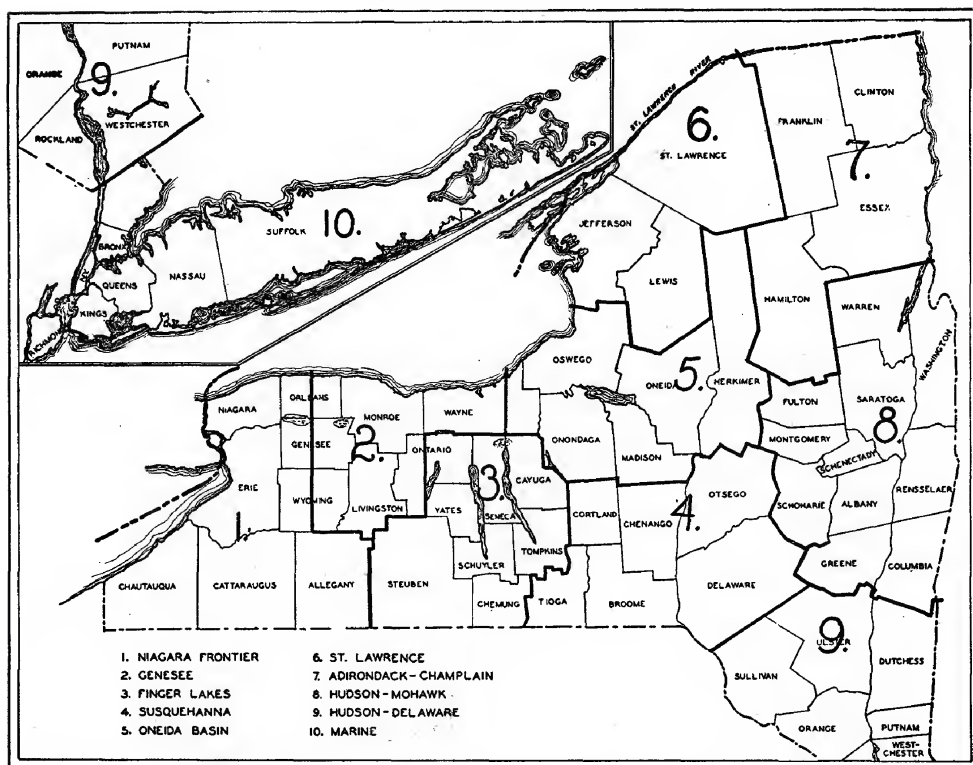 PUTNAM
ORANGE
9.
WESTCHESTER
ROCKLAND
BRONX
QUEENS
NASSAU
KINGS
RICHMOND
SUFFOLK
10.
ST. LAWRENCE RIVER
6.
ST. LAWRENCE
FRANKLIN
CLINTON
7.
ESSEX
JEFFERSON
LEWIS
HAMILTON
WARREN
WASHINGTON
OSWEGO
ONEIDA
5.
HERKIMER
FULTON
SARATOGA
8.
NIAGARA
ORLEANS
MONROE
WAYNE
MONTGOMERY
SCHENECTADY
GENESEE
2.
ONTARIO
ONONDAGA
MADISON
CAYUGA
3.
SENECA
ERIE
WYOMING
LIVINGSTON
YATES
CORTLAND
CHENANGO
4.
OTSEGO
SCHOHARIE
ALBANY
RENSSELAER
1
SCHUYLER
TOMPKINS
GREENE
COLUMBIA
CHAUTAUQUA
CATTARAUGUS
ALLEGANY
STEUBEN
CHEMUNG
TIOGA
BROOME
DELAWARE
9.
ULSTER
SULLIVAN
DUTCHESS
ORANGE
PUTNAM
WEST-
CHESTER
1. NIAGARA FRONTIER
2. GENESEE
3. FINGER LAKES
4. SUSQUEHANNA
5. ONEIDA BASIN
6. ST. LAWRENCE
7. ADIRONDACK-CHAMPLAIN
8. HUDSON-MOHAWK
9. HUDSON-DELAWARE
10. MARINE